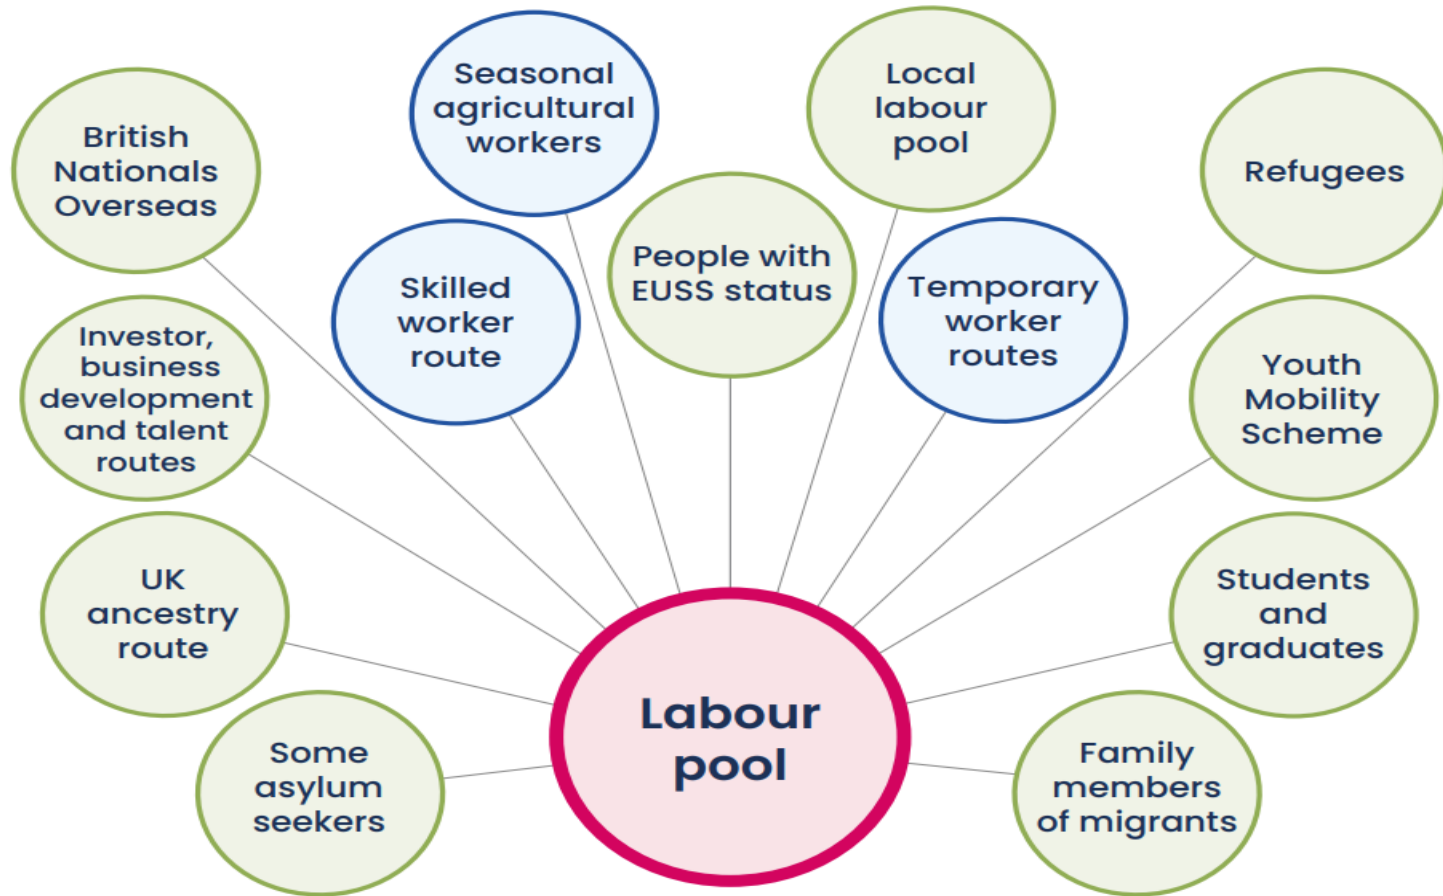 Seasonal
agricultural
workers
Local
labour
pool
British
Nationals
Overseas
Refugees
People with
EUSS status
Skilled
worker
route
Temporary
worker
routes
Investor,
business
development
and talent
routes
Youth
Mobility
Scheme
UK
ancestry
route
Students
and
graduates
Labour
pool
Some
asylum
seekers
Family
members
of migrants